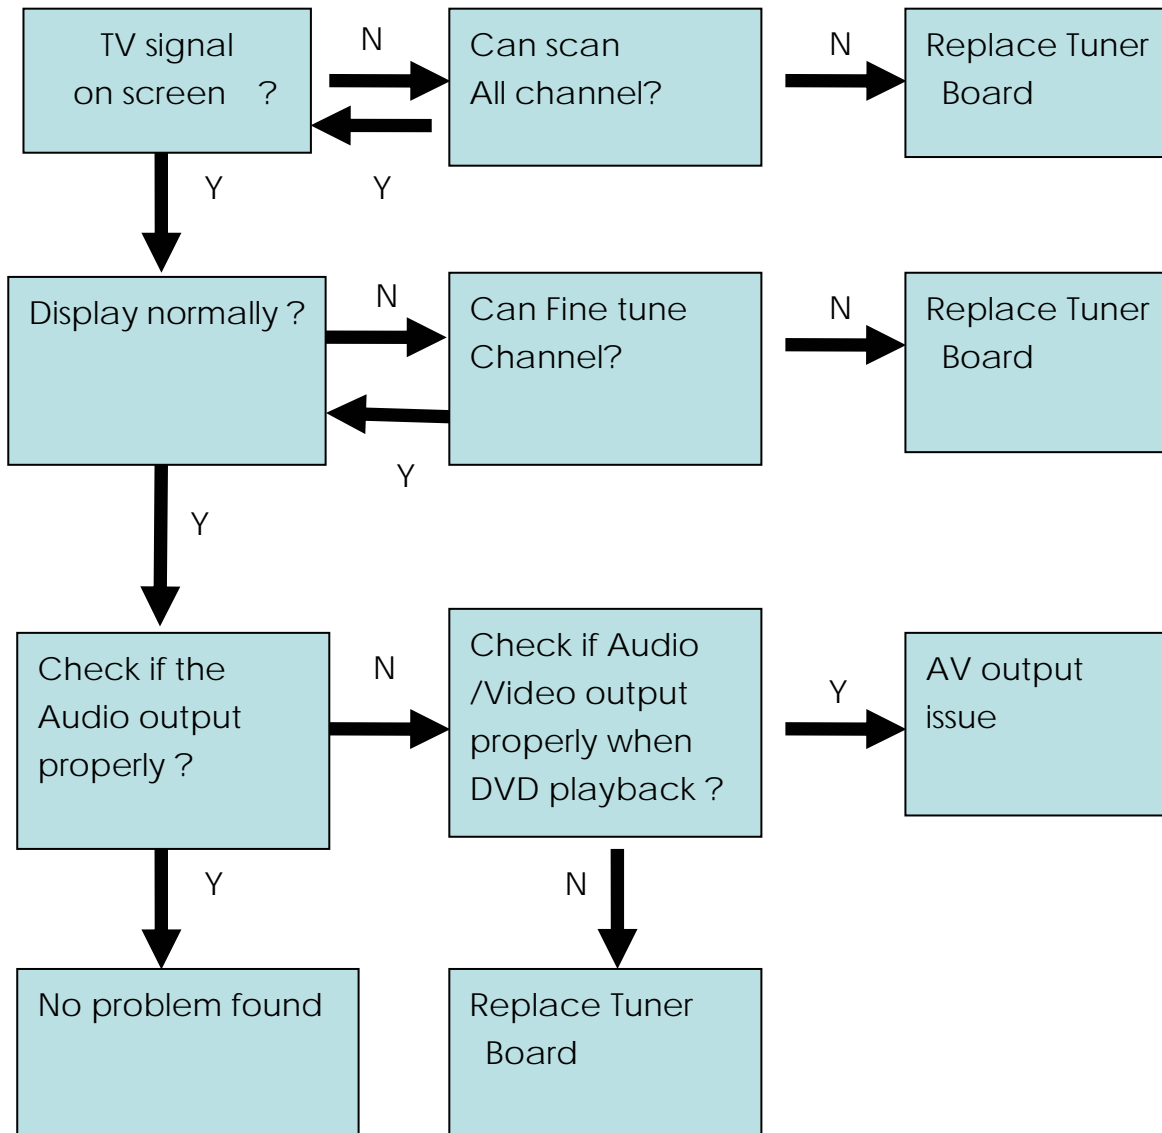 TV signal
on screen ?
N
Can scan
All channel?
N
Replace Tuner
Board
Y
Y
Display normally ?
N
Can Fine tune
Channel?
N
Replace Tuner
Board
Y
Y
Check if the
Audio output
properly ?
N
Check if Audio
/Video output
properly when
DVD playback ?
Y
AV output
issue
Y
N
No problem found
Replace Tuner
Board